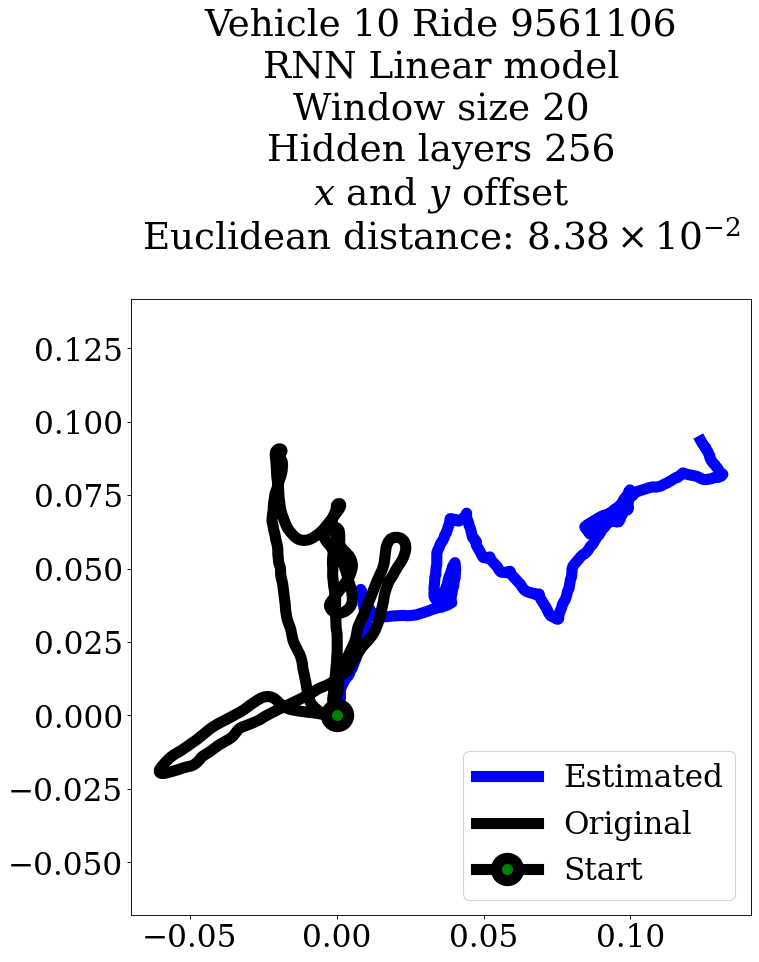 Vehicle 10 Ride 9561106
RNN Linear model
Window size 20
Hidden layers 256
x and y offset
Euclidean distance: 8.38 × 10⁻²
0.125
0.100
0.075
0.050
0.025
0.000
−0.025
−0.050
Estimated
Original
Start
−0.05 0.00 0.05 0.10